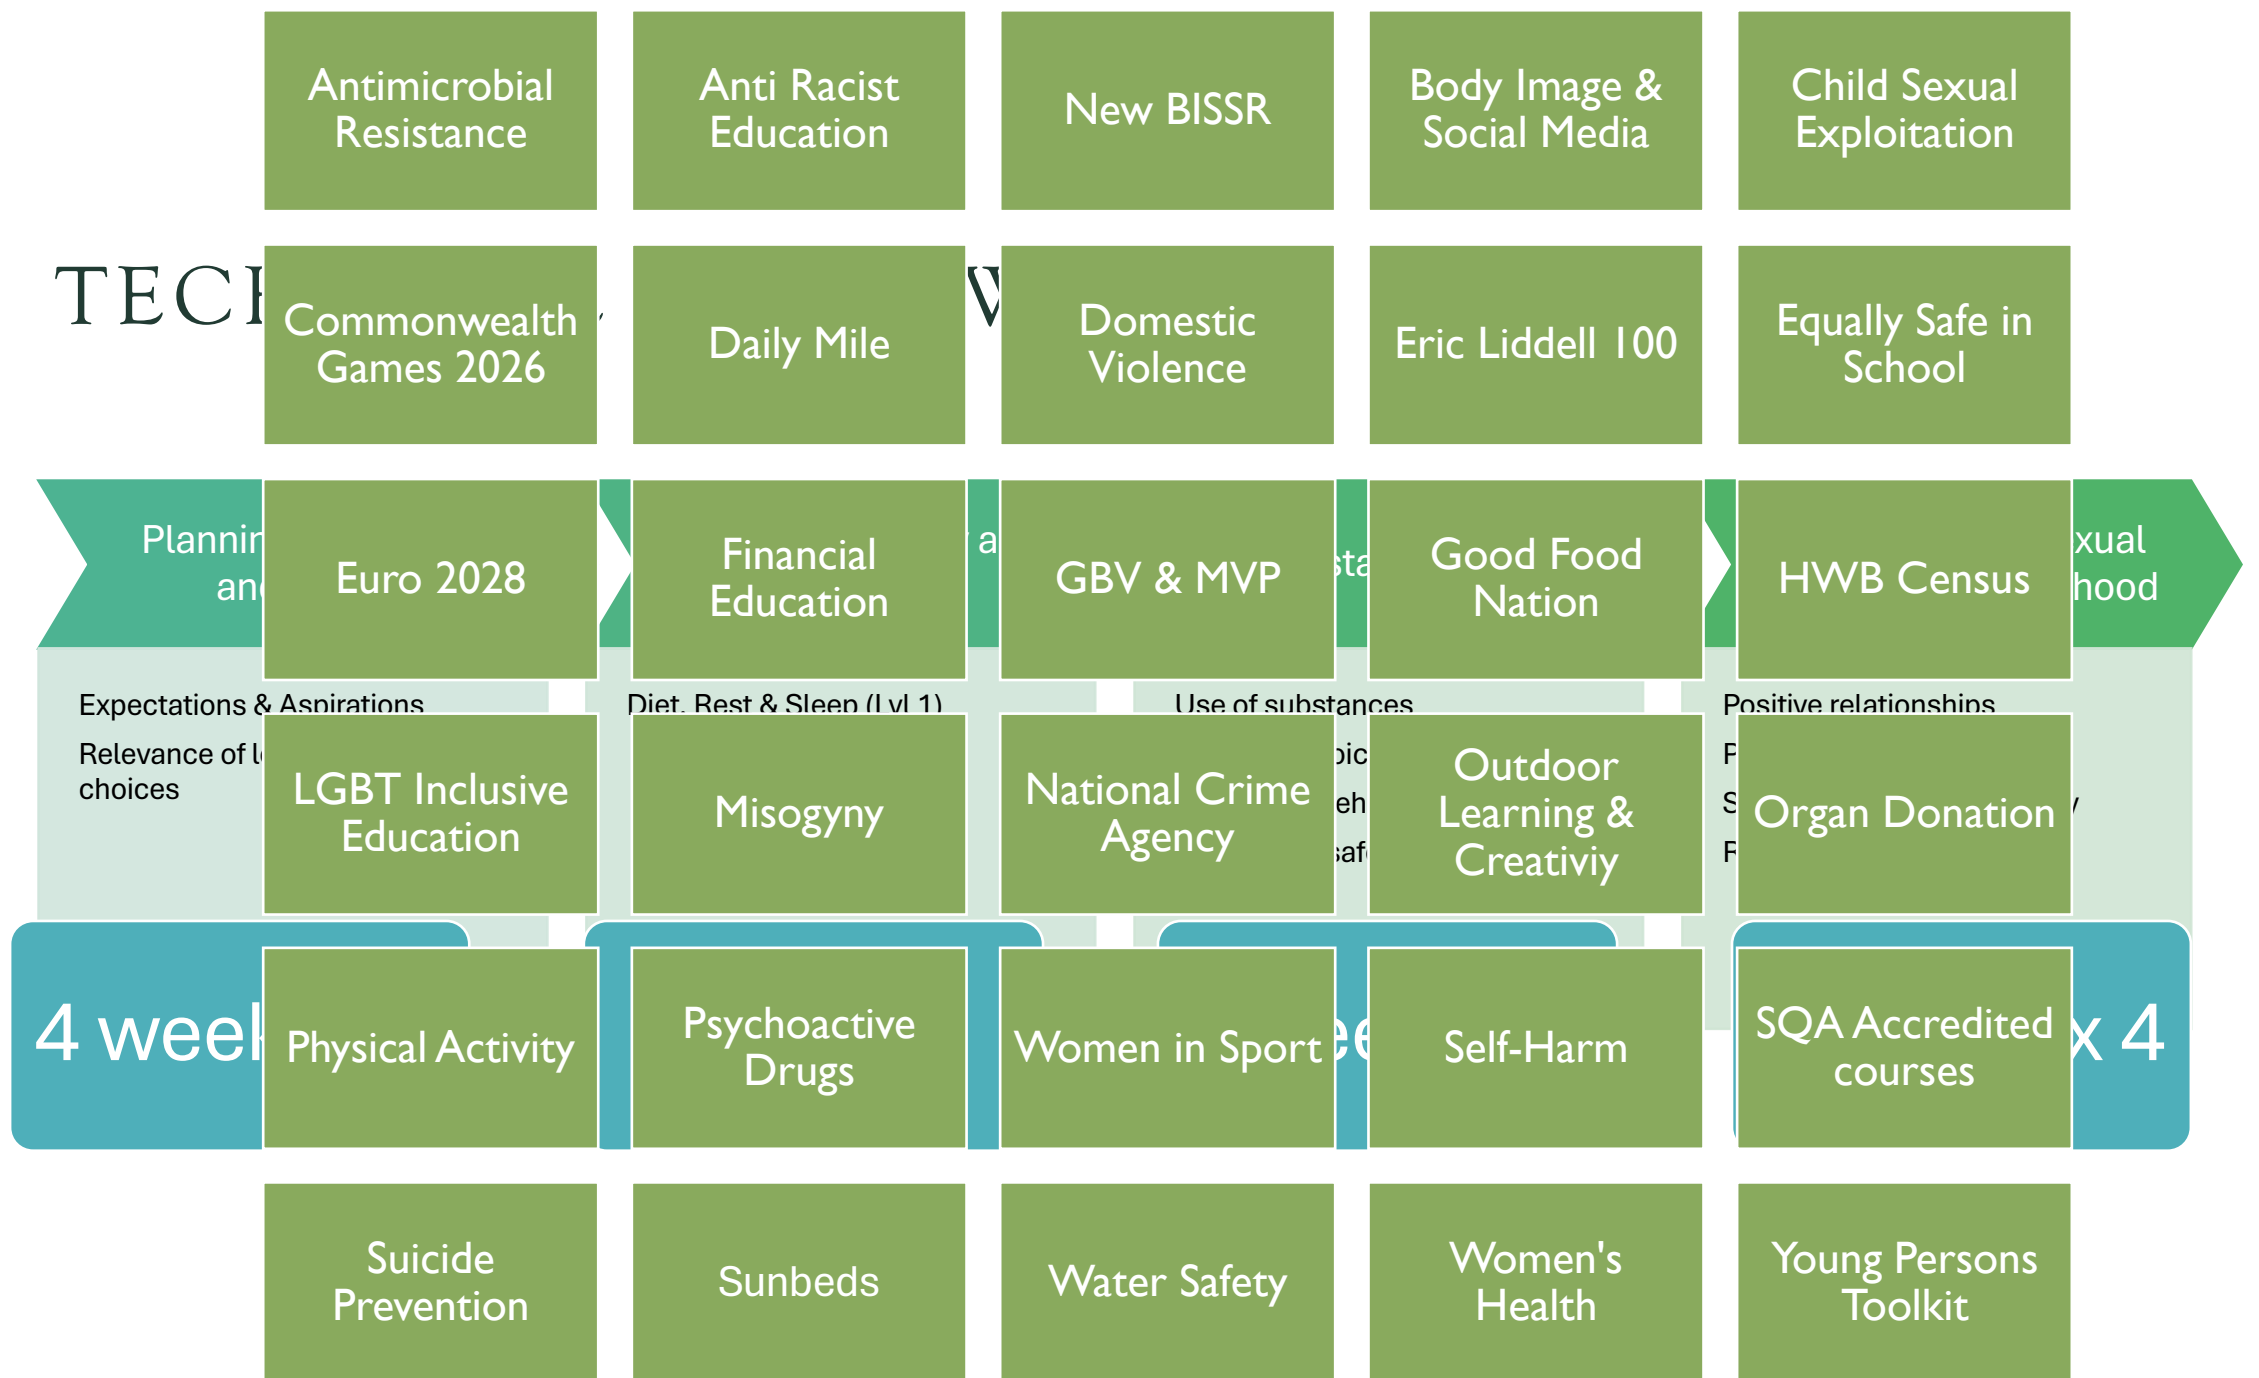 Antimicrobial
Resistance
Anti Racist
Education
New BISSR
Body Image &
Social Media
Child Sexual
Exploitation
Commonwealth
Games 2026
Daily Mile
Domestic
Violence
Eric Liddell 100
Equally Safe in
School
Euro 2028
Financial
Education
GBV & MVP
Good Food
Nation
HWB Census
Expectations & Aspirations
Relevance of
choices
Diet, Rest & Sleep (Lvl 1)
Use of substances
Positive relationships
LGBT Inclusive
Education
Misogyny
National Crime
Agency
Outdoor
Learning &
Creativiy
Organ Donation
4
x 4
Physical Activity
Psychoactive
Drugs
Women in Sport
Self-Harm
SQA Accredited
courses
Suicide
Prevention
Sunbeds
Water Safety
Women's
Health
Young Persons
Toolkit